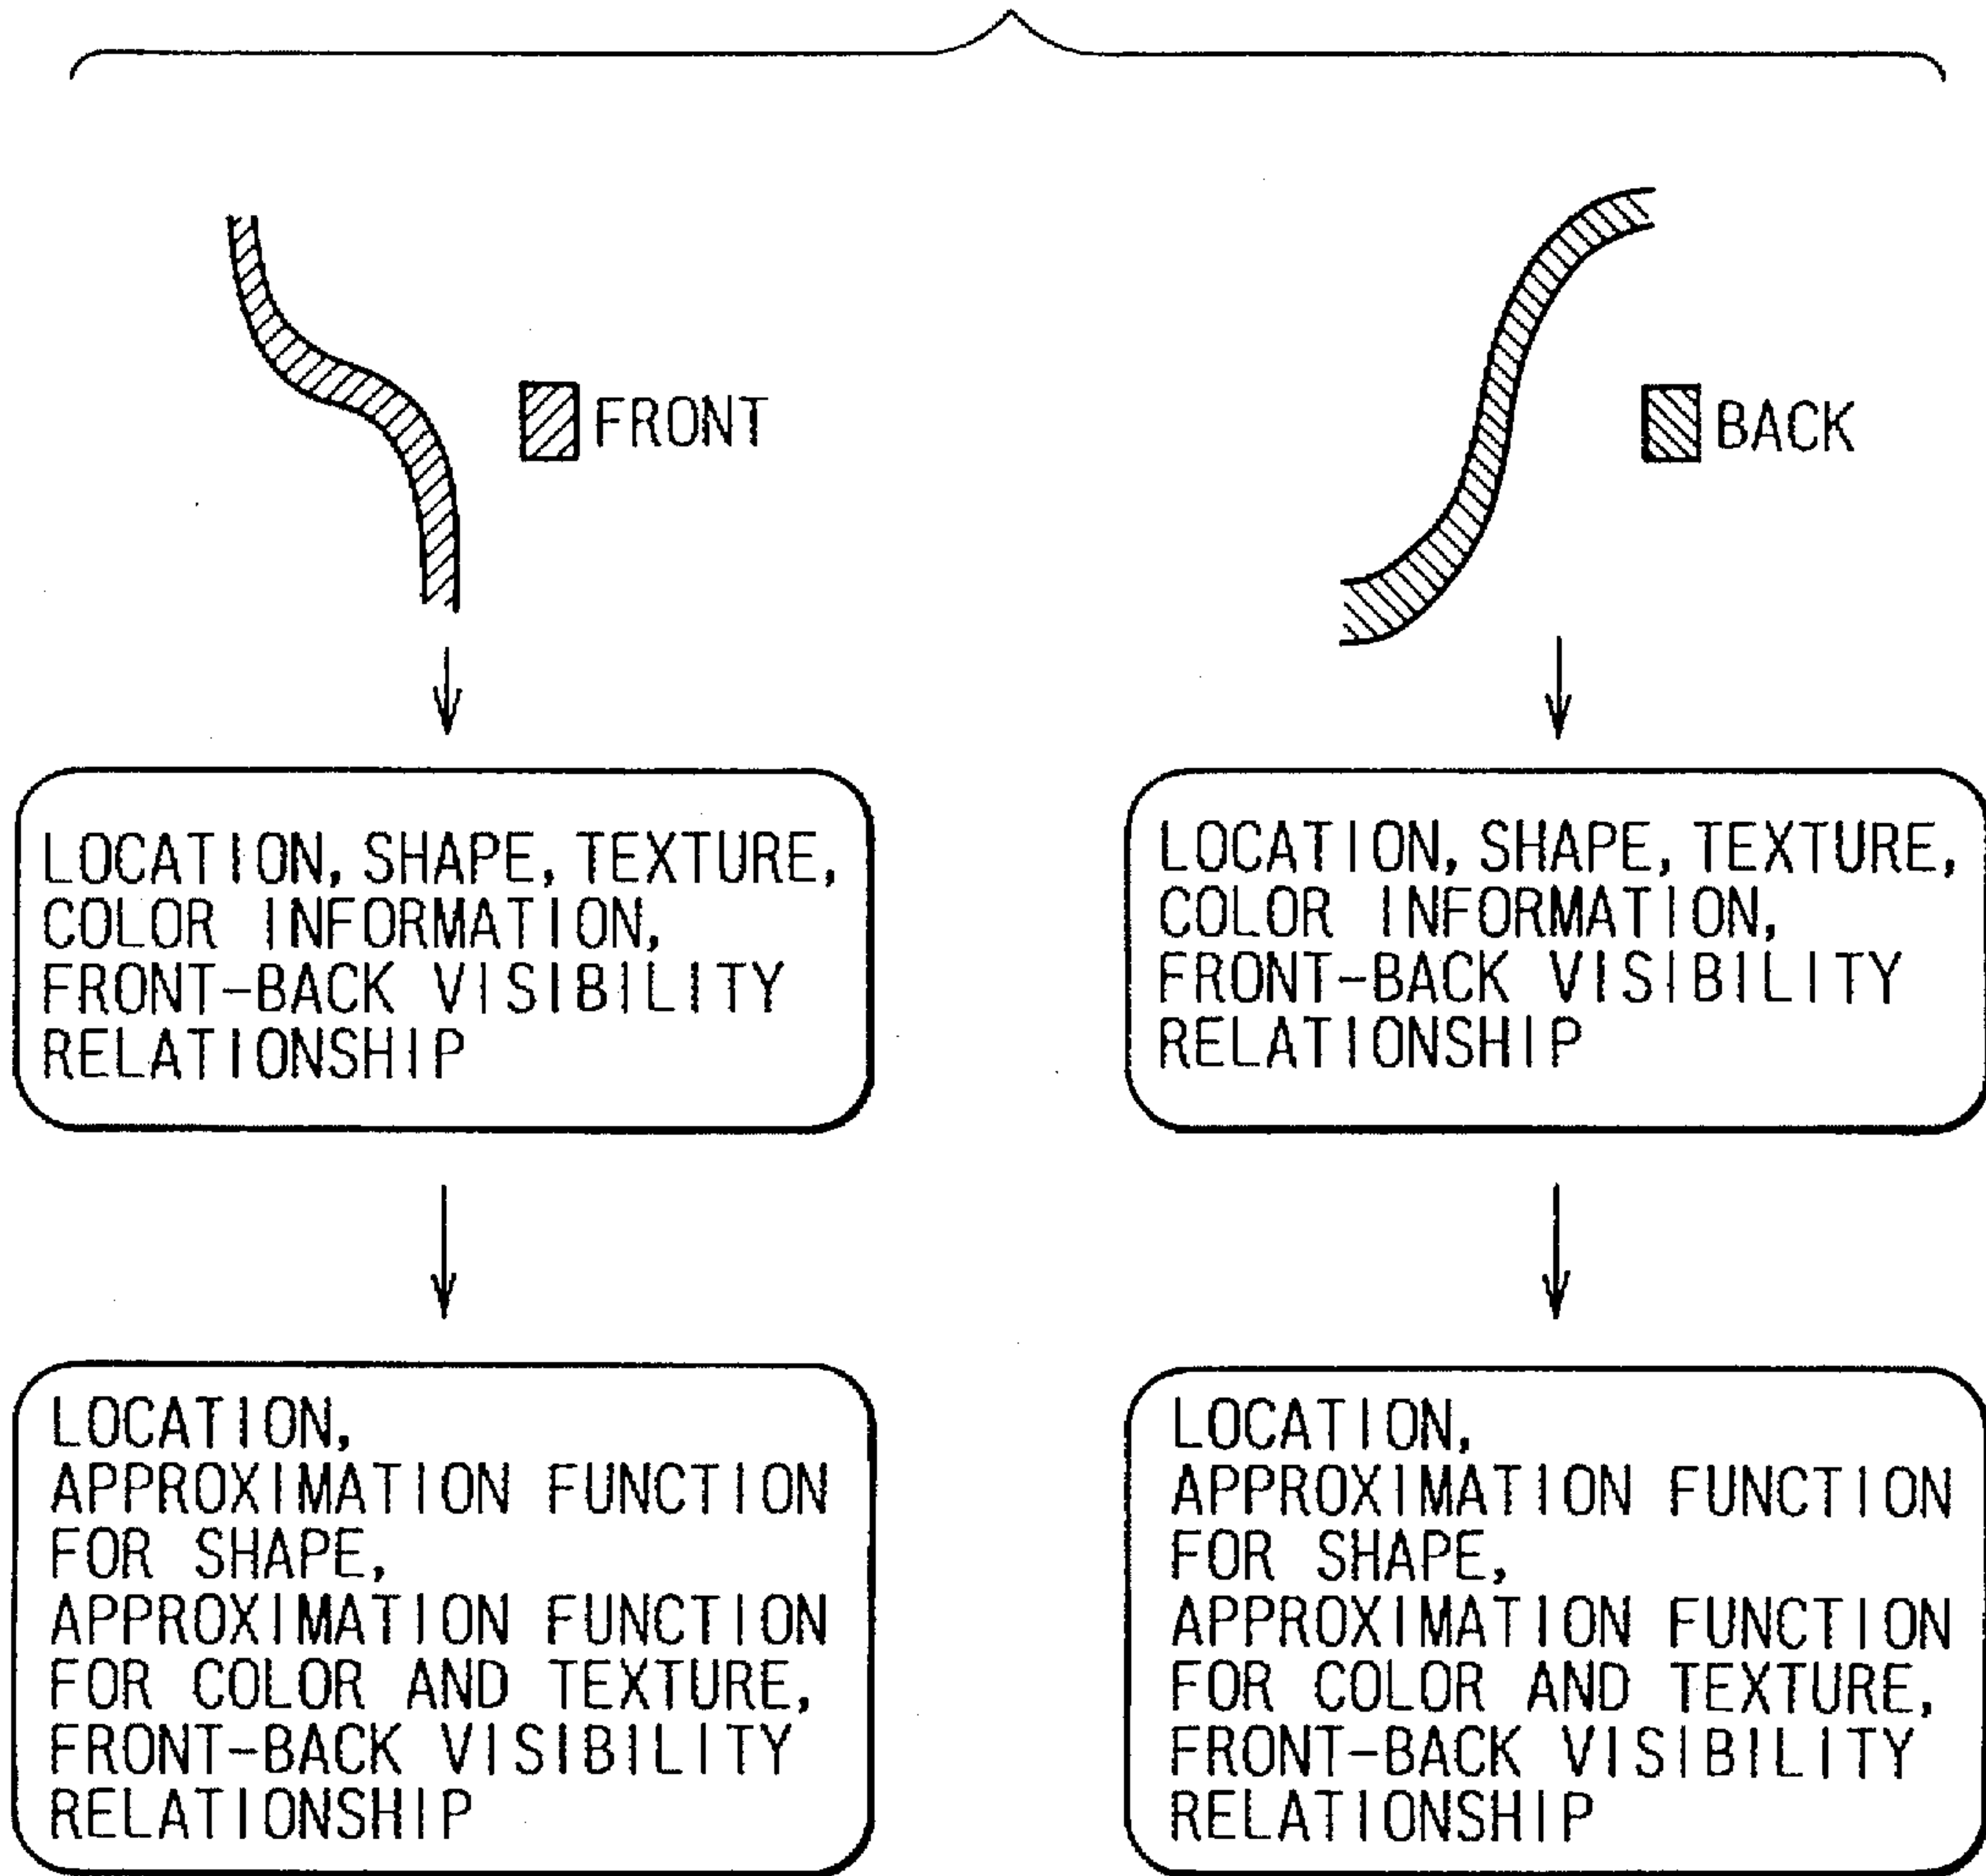 FRONT
BACK
LOCATION, SHAPE, TEXTURE,
COLOR INFORMATION,
FRONT-BACK VISIBILITY
RELATIONSHIP
LOCATION, SHAPE, TEXTURE,
COLOR INFORMATION,
FRONT-BACK VISIBILITY
RELATIONSHIP
LOCATION,
APPROXIMATION FUNCTION
FOR SHAPE,
APPROXIMATION FUNCTION
FOR COLOR AND TEXTURE,
FRONT-BACK VISIBILITY
RELATIONSHIP
LOCATION,
APPROXIMATION FUNCTION
FOR SHAPE,
APPROXIMATION FUNCTION
FOR COLOR AND TEXTURE,
FRONT-BACK VISIBILITY
RELATIONSHIP